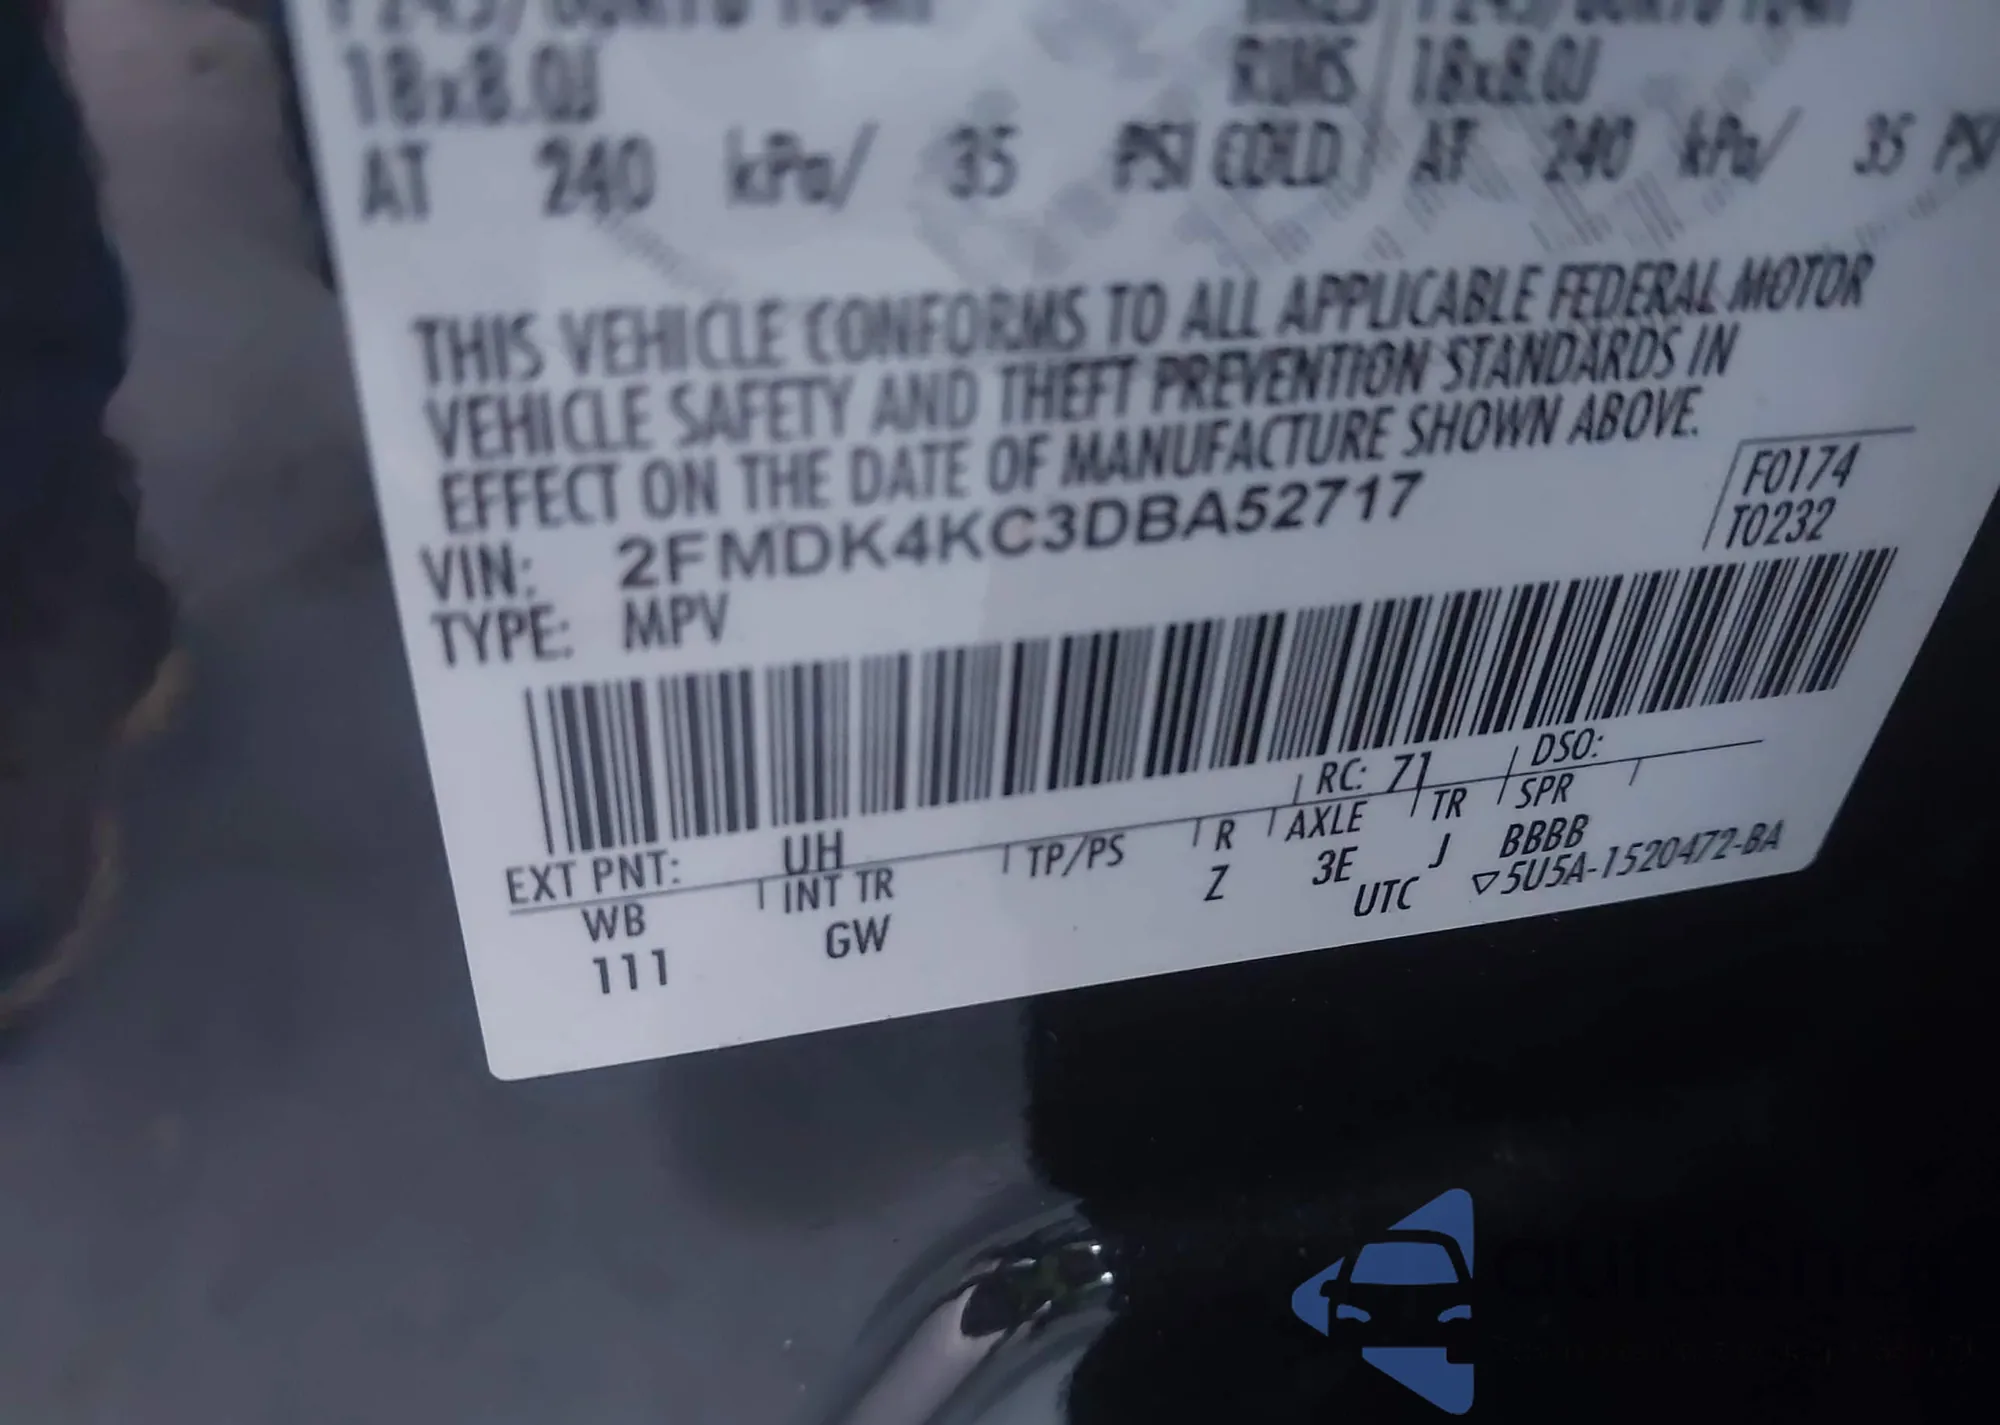 18x8.0J RIMS 18x8.0J
AT 240 kPa/ 35 PSI COLD AT 240 kPa/ 35 PSI
THIS VEHICLE CONFORMS TO ALL APPLICABLE FEDERAL MOTOR
VEHICLE SAFETY AND THEFT PREVENTION STANDARDS IN
EFFECT ON THE DATE OF MANUFACTURE SHOWN ABOVE.
F0174
VIN: 2FMDK4KC3DBA52717
T0232
TYPE: MPV
RC: 71 DSO:
EXT PNT: UH
WB INT TR TP/PS R AXLE TR SPR
111 GW Z 3E J BBBB
UTC ▽5U5A-1520472-BA